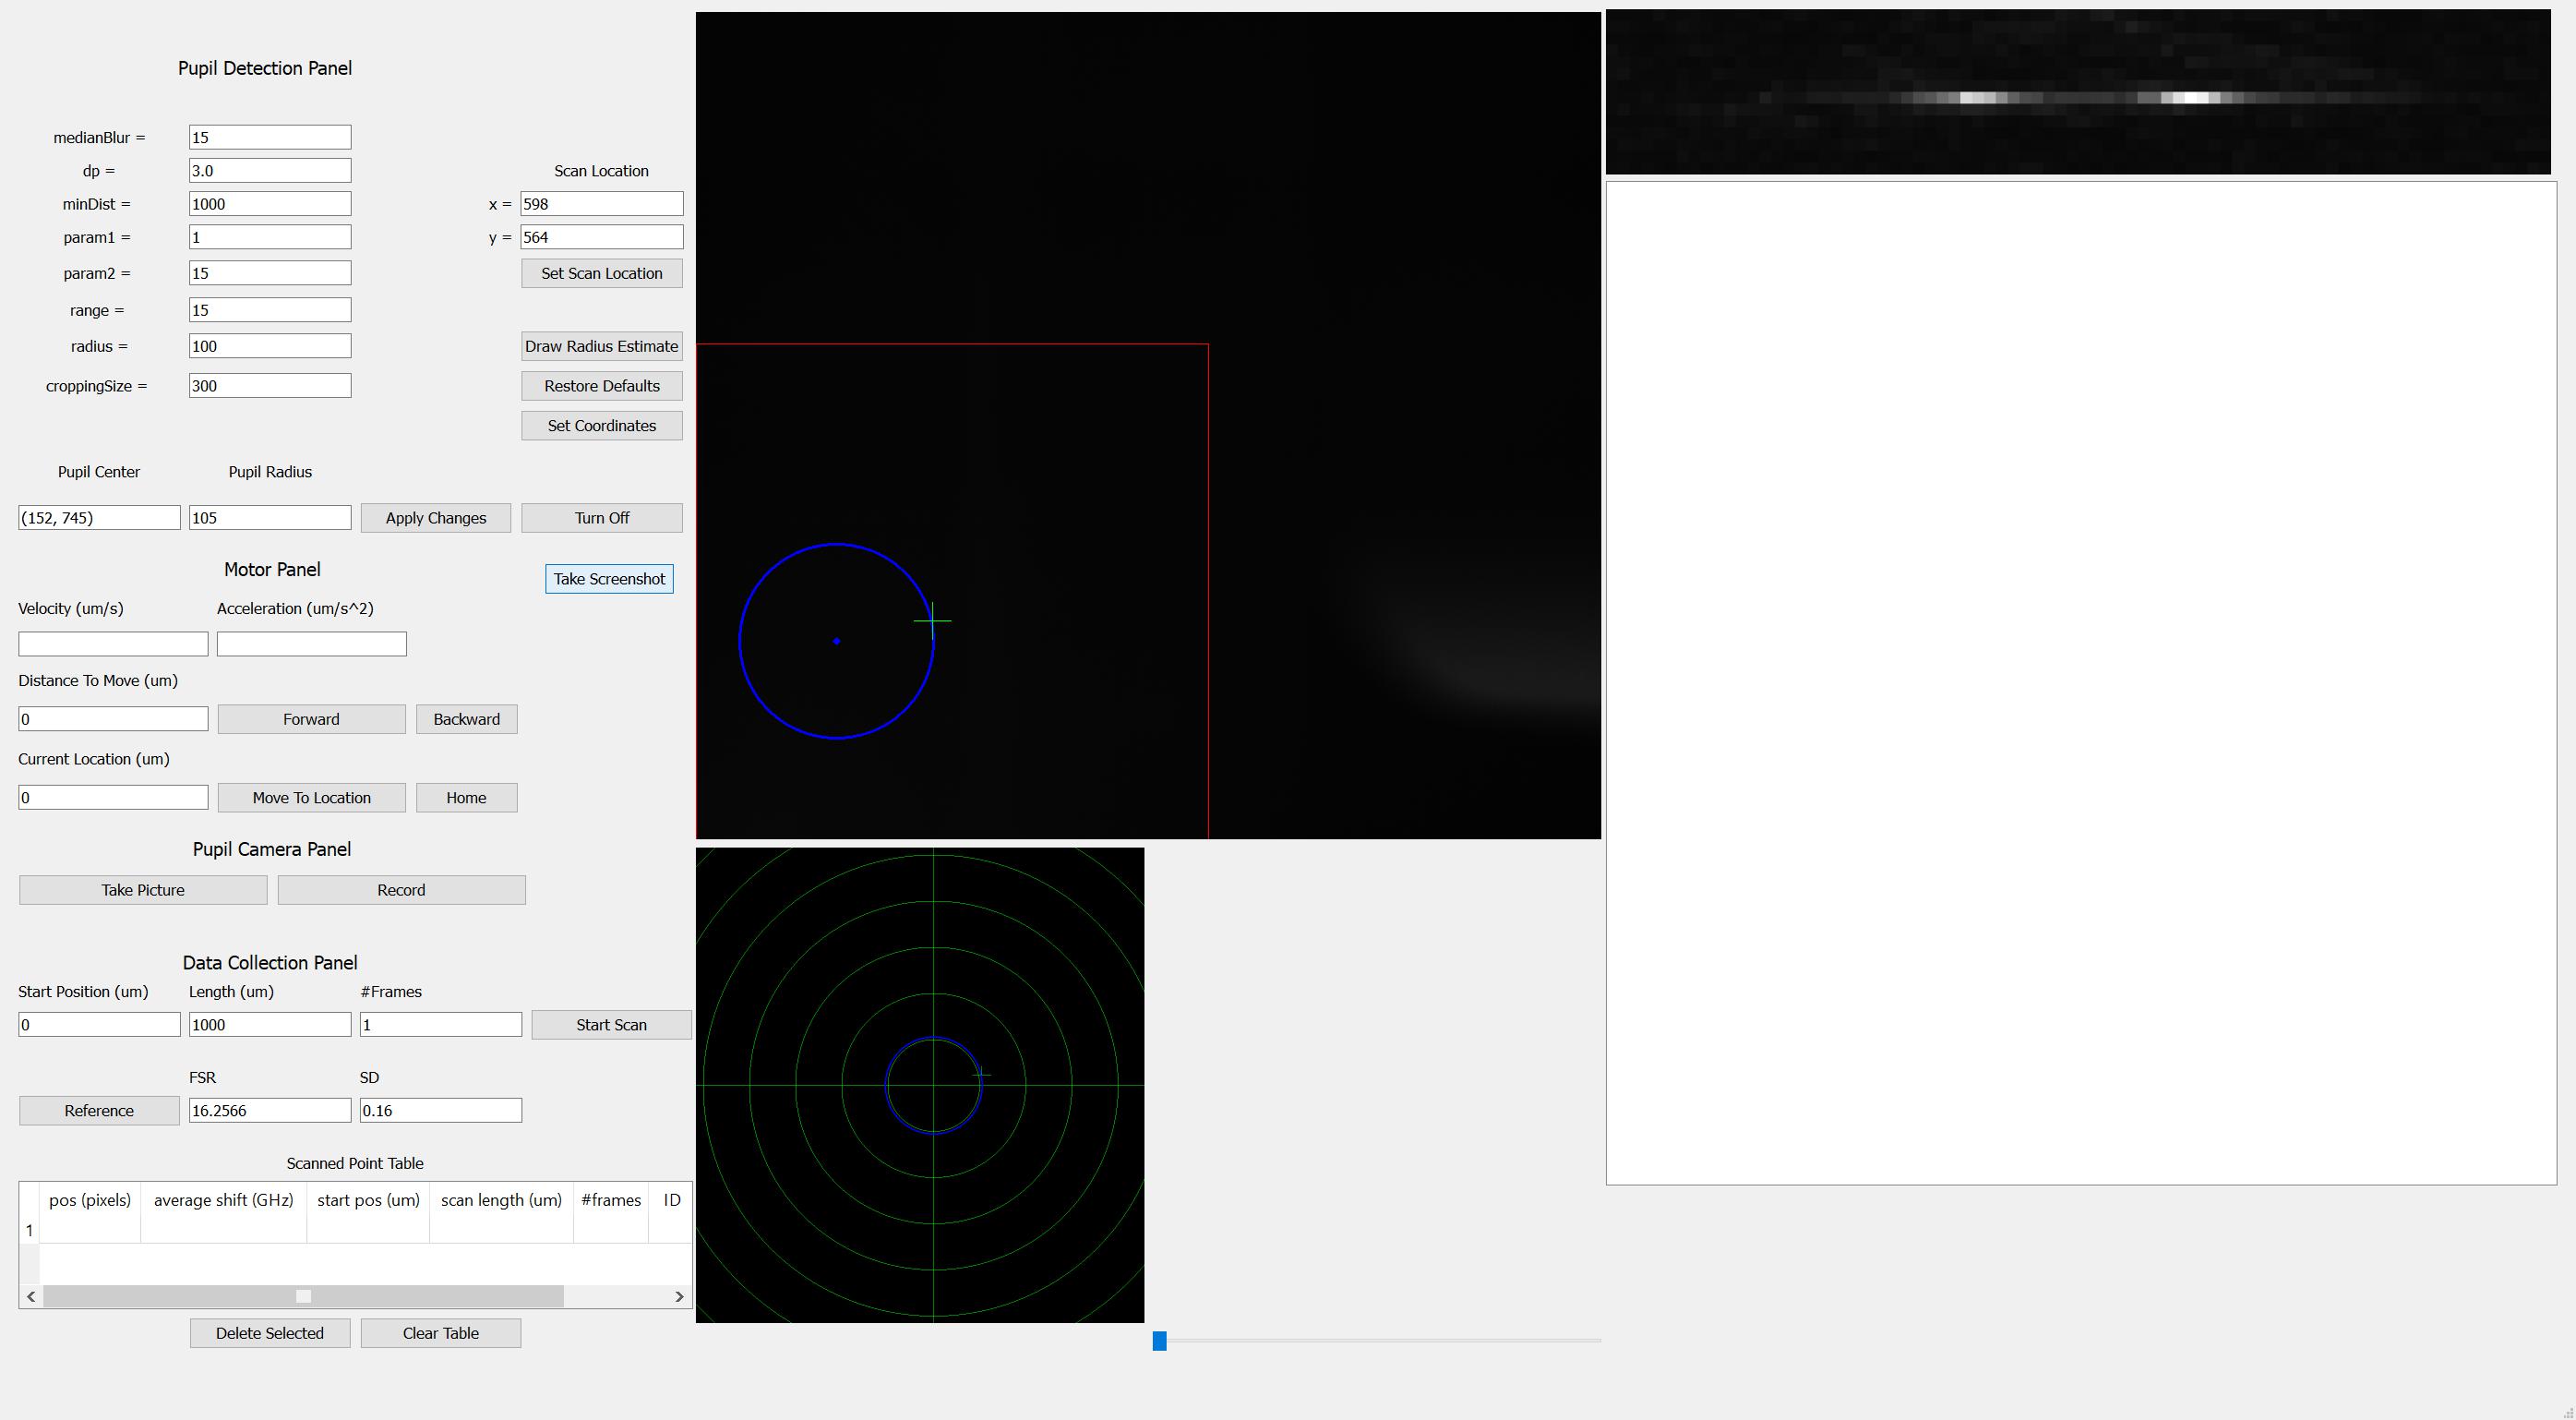 Pupil Detection Panel
medianBlur = 15
dp = 3.0
Scan Location
minDist = 1000
x = 598
param1 = 1
y = 564
param2 = 15
Set Scan Location
range = 15
radius = 100
Draw Radius Estimate
croppingSize = 300
Restore Defaults
Set Coordinates
Pupil Center Pupil Radius
(152, 745) 105 Apply Changes Turn Off
Motor Panel
Take Screenshot
Velocity (um/s) Acceleration (um/s^2)
Distance To Move (um)
0 Forward Backward
Current Location (um)
0 Move To Location Home
Pupil Camera Panel
Take Picture Record
Data Collection Panel
Start Position (um) Length (um) #Frames
0 1000 1 Start Scan
FSR SD
Reference 16.2566 0.16
Scanned Point Table
pos (pixels) average shift (GHz) start pos (um) scan length (um) #frames ID
1
Delete Selected Clear Table